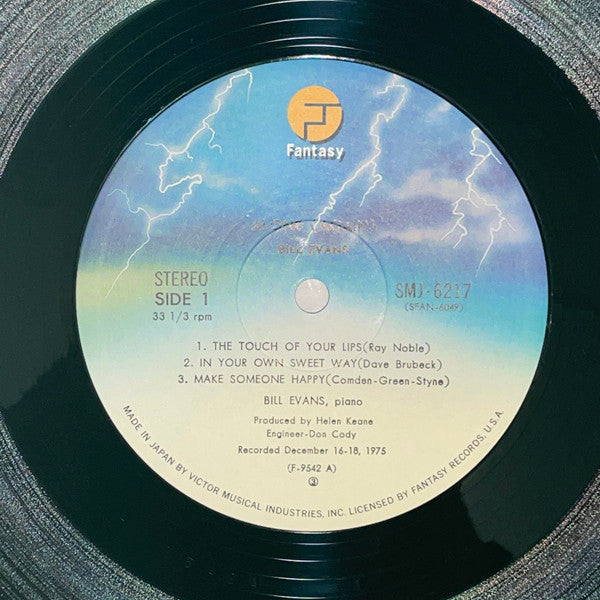 Fantasy
BILL EVANS
STEREO
SIDE 1
33 1/3 rpm
SMJ-6217
(SFAN-6049)
1. THE TOUCH OF YOUR LIPS(Ray Noble)
2. IN YOUR OWN SWEET WAY(Dave Brubeck)
3. MAKE SOMEONE HAPPY(Comden-Green-Styne)
BILL EVANS, piano
Produced by Helen Keane
Engineer-Don Cody
Recorded December 16-18, 1975
(F-9542 A)
MADE IN JAPAN BY VICTOR MUSICAL INDUSTRIES, INC. LICENSED BY FANTASY RECORDS, U.S.A.